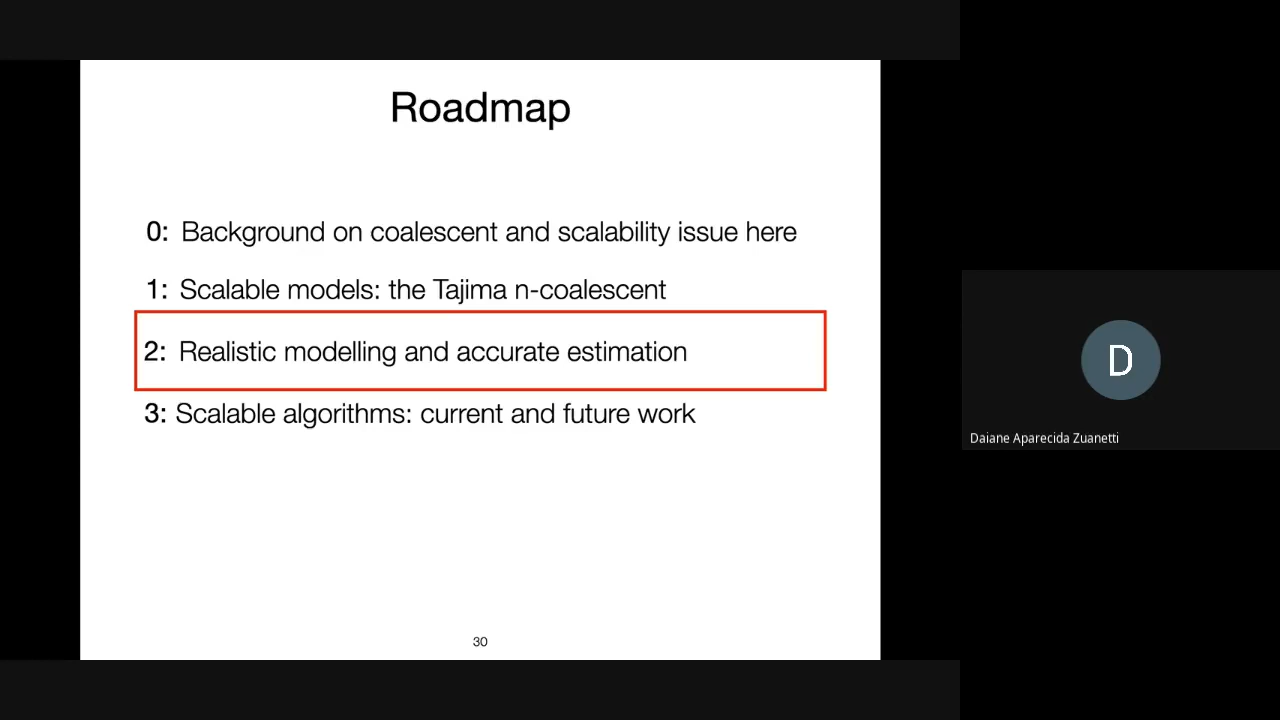 Roadmap
0: Background on coalescent and scalability issue here
1: Scalable models: the Tajima n-coalescent
2: Realistic modelling and accurate estimation
3: Scalable algorithms: current and future work
30
D
Daiane Aparecida Zuanetti